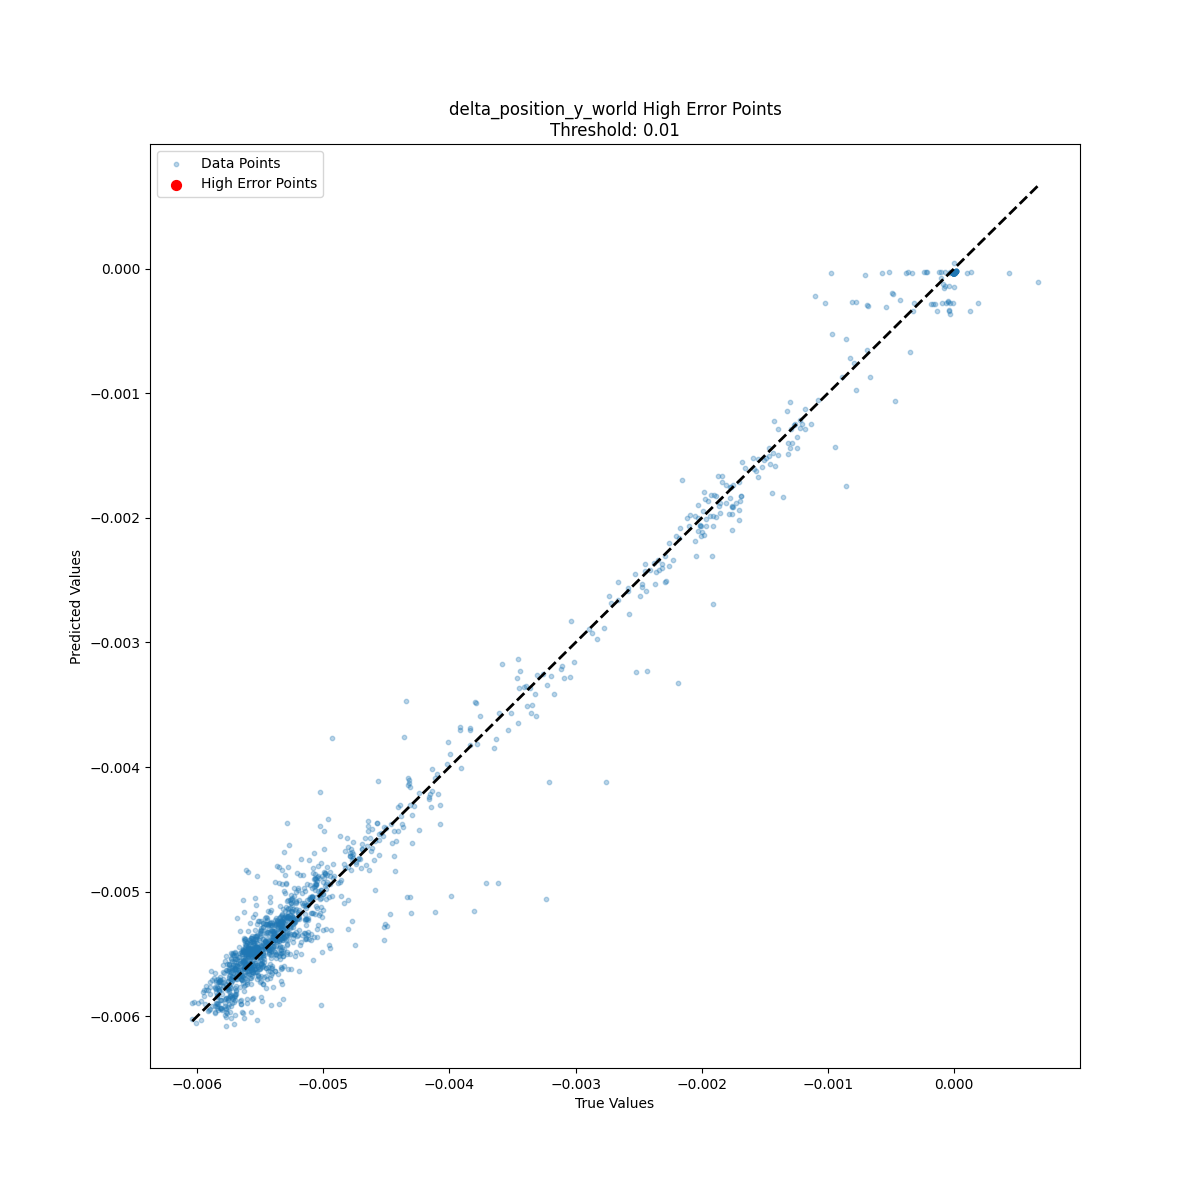 delta_position_y_world High Error Points
Threshold: 0.01
Data Points
High Error Points
0.000
−0.001
−0.002
−0.003
−0.004
−0.005
−0.006
Predicted Values
−0.006
−0.005
−0.004
−0.003
−0.002
−0.001
0.000
True Values